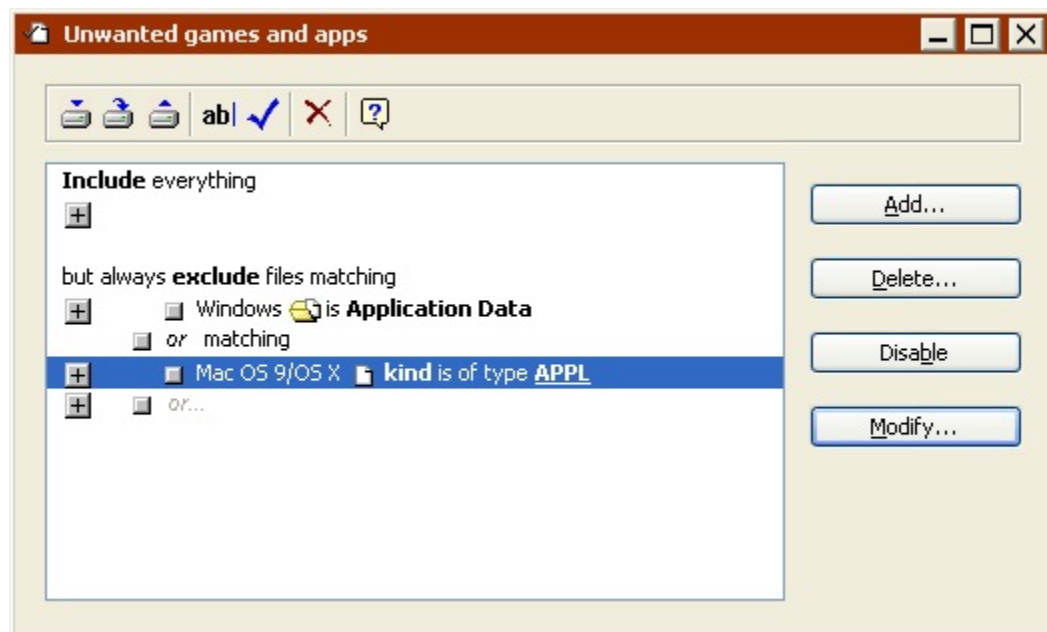 Unwanted games and apps
ab|
Include everything
but always exclude files matching
Windows is Application Data
or matching
Mac OS 9/OS X kind is of type APPL
or...
Add...
Delete...
Disable
Modify...